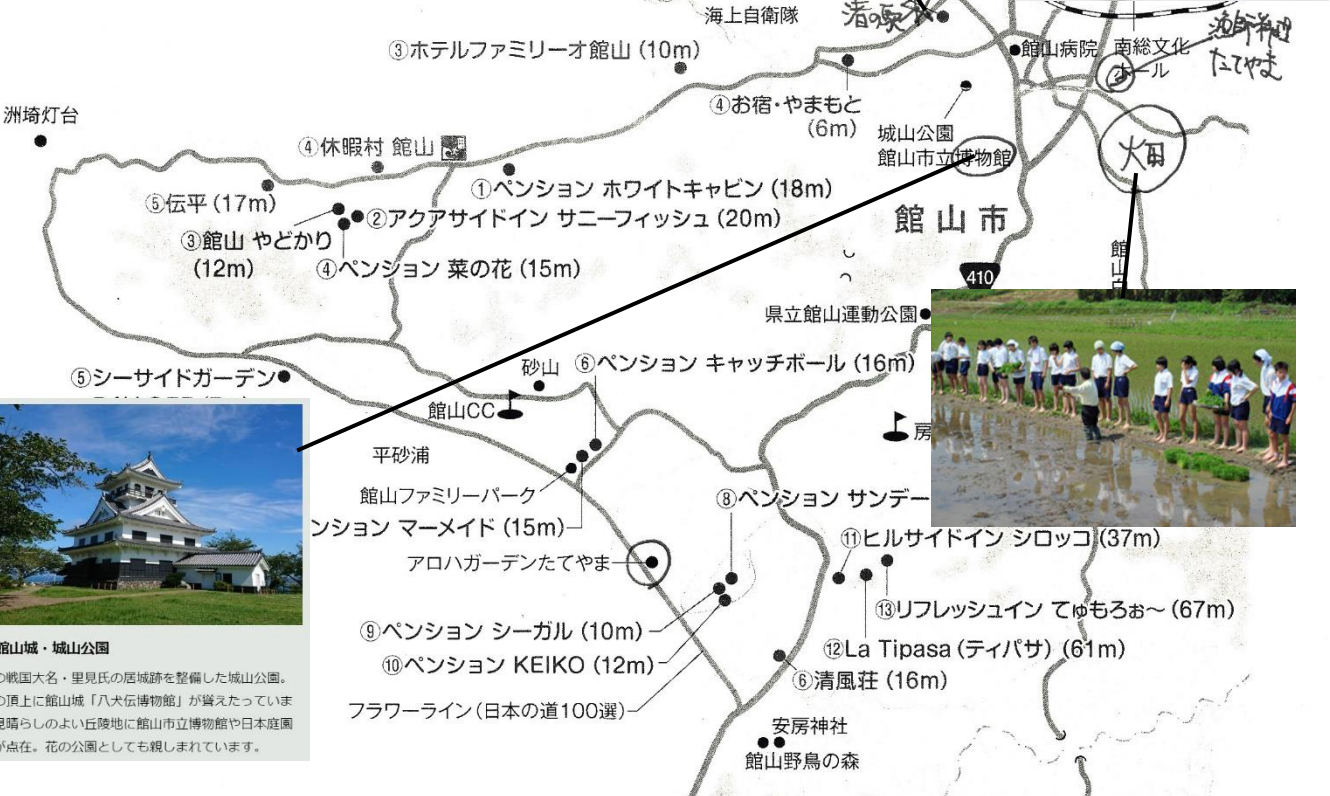 海上自衛隊
渚の駅
③ホテルファミリーオ館山(10m)
館山病院
南総文化
ホール
漁師料理
たてやま
洲埼灯台
④お宿・やまもと
(6m)
城山公園
館山市立博物館
④休暇村 館山
①ペンション ホワイトキャビン(18m)
⑤伝平(17m)
②アクアサイドイン サニーフィッシュ(20m)
③館山 やどかり
(12m)
④ペンション 菜の花(15m)
館山市
410
県立館山運動公園
砂山
⑥ペンション キャッチボール(16m)
⑤シーサイドガーデン
館山CC
房
平砂浦
館山ファミリーパーク
⑧ペンション サンデー
ンション マーメイド(15m)
⑪ヒルサイドイン シロッコ(37m)
アロハガーデンたてやま
⑬リフレッシュイン てゅもろぉ〜(67m)
⑨ペンション シーガル(10m)
⑫La Tipasa(ティパサ)(61m)
⑩ペンション KEIKO(12m)
⑥清風荘(16m)
フラワーライン(日本の道100選)
安房神社
館山野鳥の森
館山城・城山公園
の戦国大名・里見氏の居城跡を整備した城山公園。
の頂上に館山城「八犬伝博物館」が聳えたっていま
見晴らしのよい丘陵地に館山市立博物館や日本庭園
が点在。花の公園としても親しまれています。